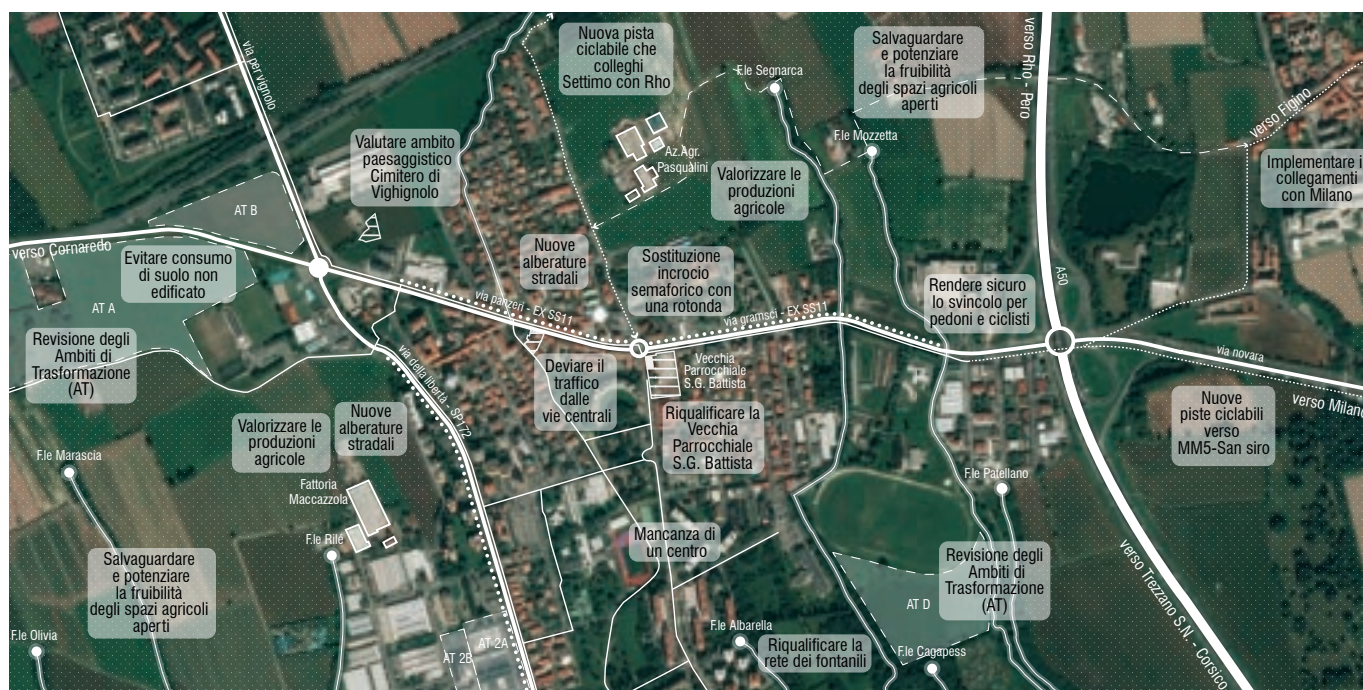 via per vignolo
Nuova pista
ciclabile che
colleghi
Settimo con Rho
F.le Segnarca
Salvaguardare
e potenziare
la fruibilità
degli spazi agricoli
aperti
verso Rho - Pero
verso Figino
Implementare i
collegamenti
con Milano
Valutare ambito
paesaggistico
Cimitero di
Vighignolo
F.le Mozzetta
Az.Agr.
Pasqualini
Valorizzare le
produzioni
agricole
AT B
verso Cornaredo
Evitare consumo
di suolo non
edificato
AT A
Nuove
alberature
stradali
Sostituzione
incrocio
semaforico con
una rotonda
Rendere sicuro
lo svincolo per
pedoni e ciclisti
A50
via panzeri - EX SS11
via gramsci - EX SS11
via novara
verso Milano
Revisione degli
Ambiti di
Trasformazione
(AT)
via della libertà - SP172
Deviare il
traffico
dalle
vie centrali
Vecchia
Parrocchiale
S.G. Battista
Riqualificare la
Vecchia
Parrocchiale
S.G. Battista
Nuove
piste ciclabili
verso
MM5-San siro
Valorizzare le
produzioni
agricole
Nuove
alberature
stradali
F.le Marascia
Fattoria
Maccazzola
F.le Patellano
F.le Rilé
Mancanza di
un centro
Salvaguardare
e potenziare
la fruibilità
degli spazi agricoli
aperti
Revisione degli
Ambiti di
Trasformazione
(AT)
AT D
verso Trezzano S.N. - Corsico
F.le Olivia
AT 2A
AT 2B
F.le Albarella
Riqualificare la
rete dei fontanili
F.le Cagapess